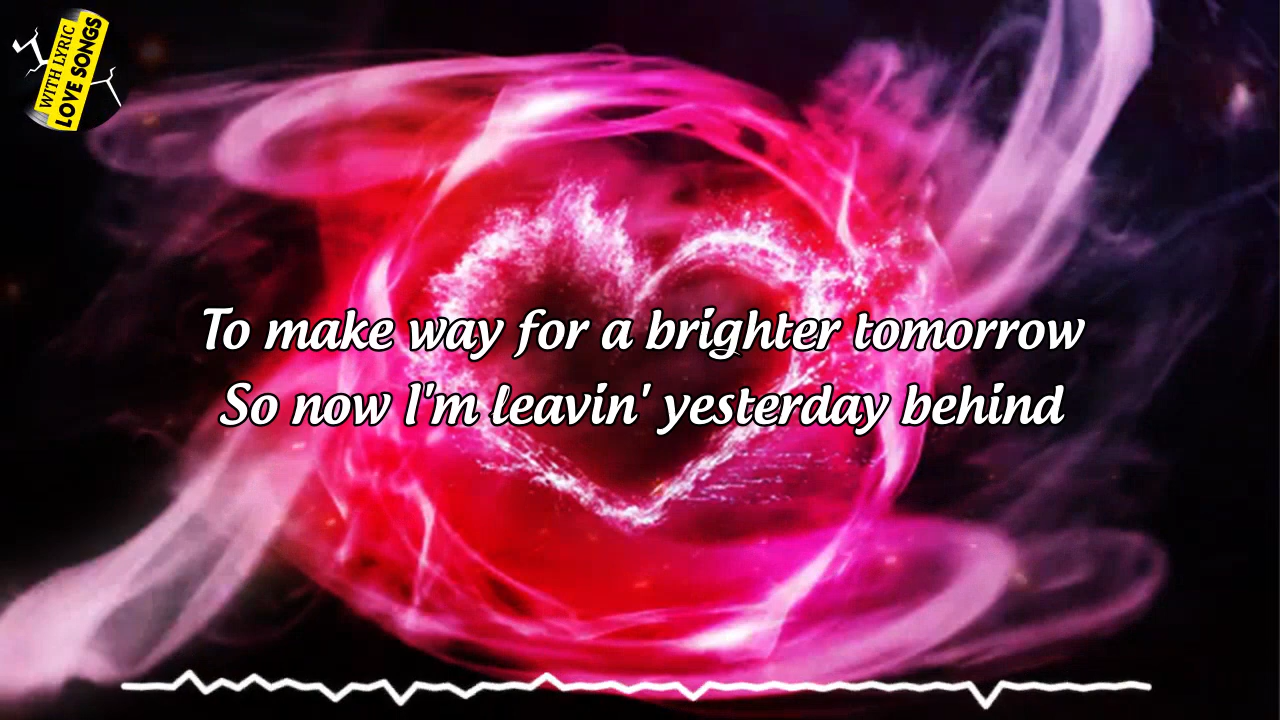 WITH LYRIC
LOVE SONGS
To make way for a brighter tomorrow
So now I'm leavin' yesterday behind